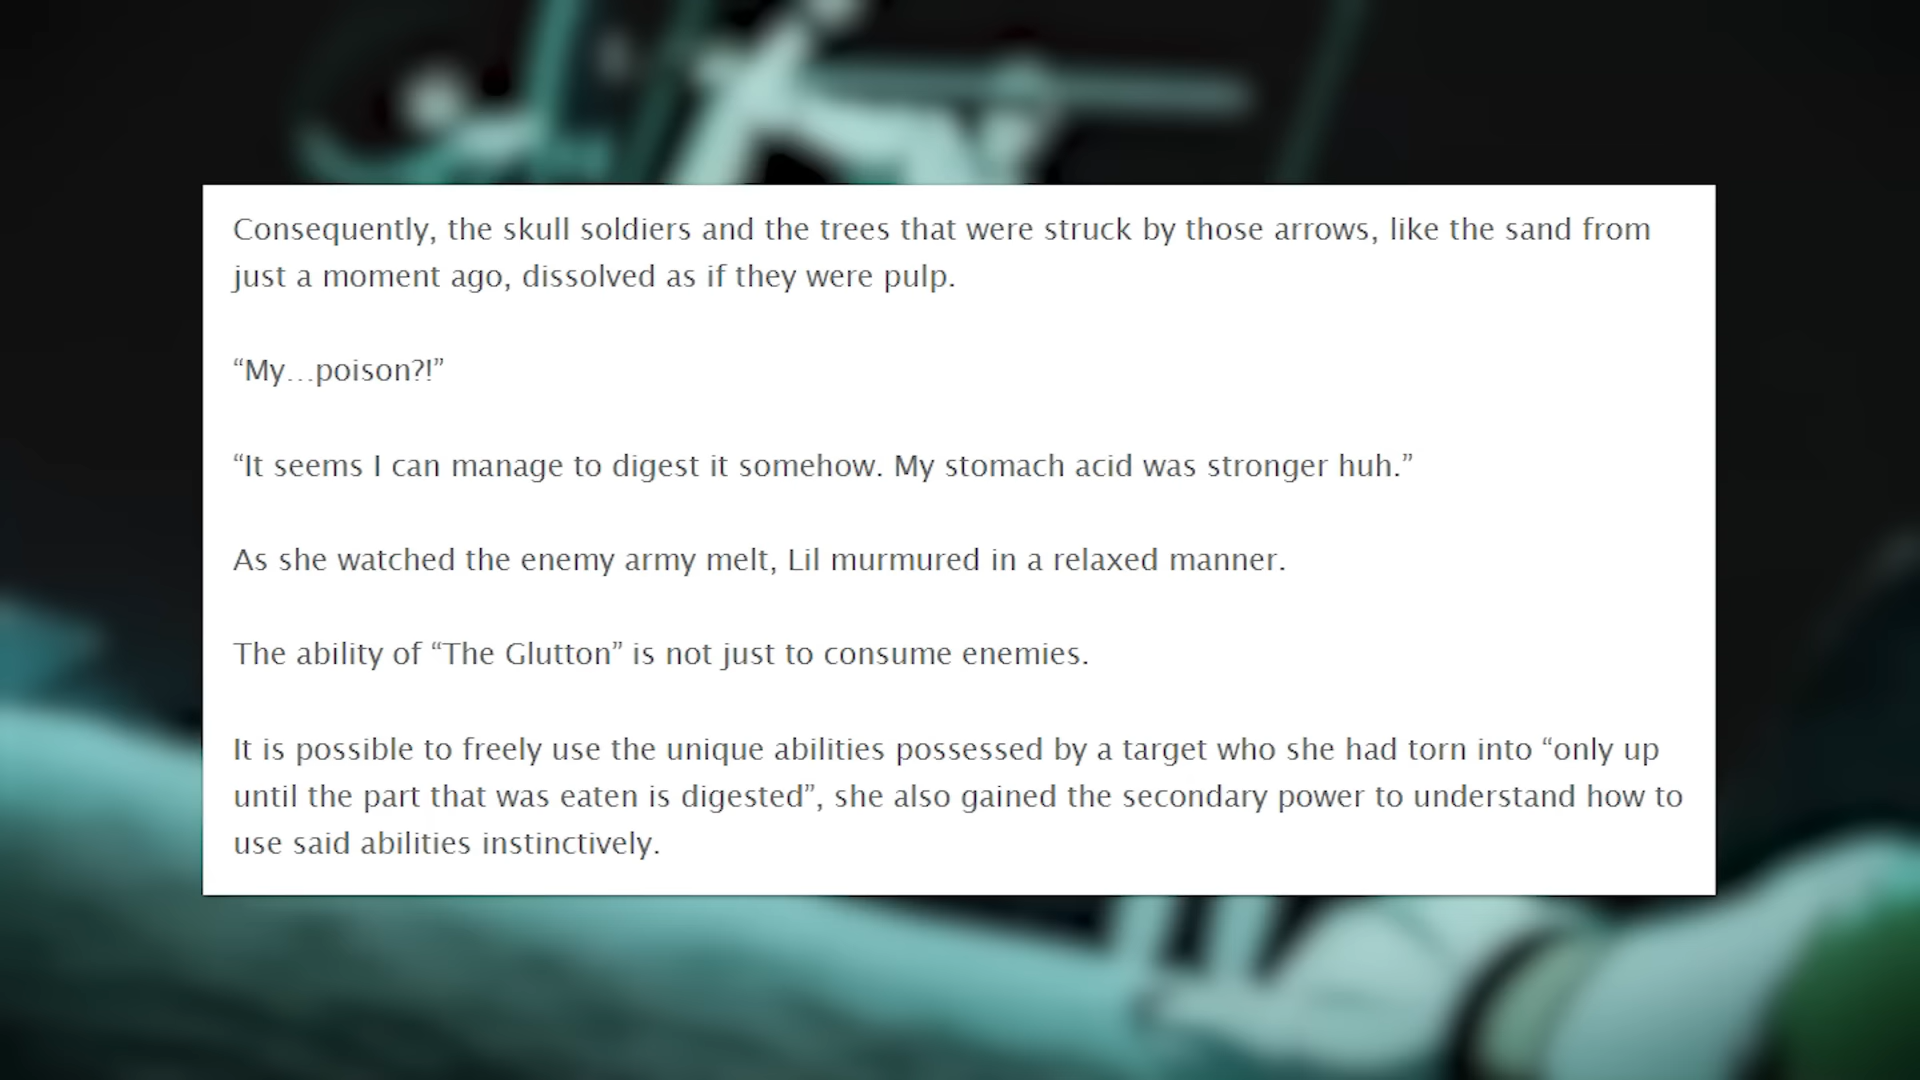 Consequently, the skull soldiers and the trees that were struck by those arrows, like the sand from
just a moment ago, dissolved as if they were pulp.
“My…poison?!”
“It seems I can manage to digest it somehow. My stomach acid was stronger huh.”
As she watched the enemy army melt, Lil murmured in a relaxed manner.
The ability of “The Glutton” is not just to consume enemies.
It is possible to freely use the unique abilities possessed by a target who she had torn into “only up
until the part that was eaten is digested”, she also gained the secondary power to understand how to
use said abilities instinctively.